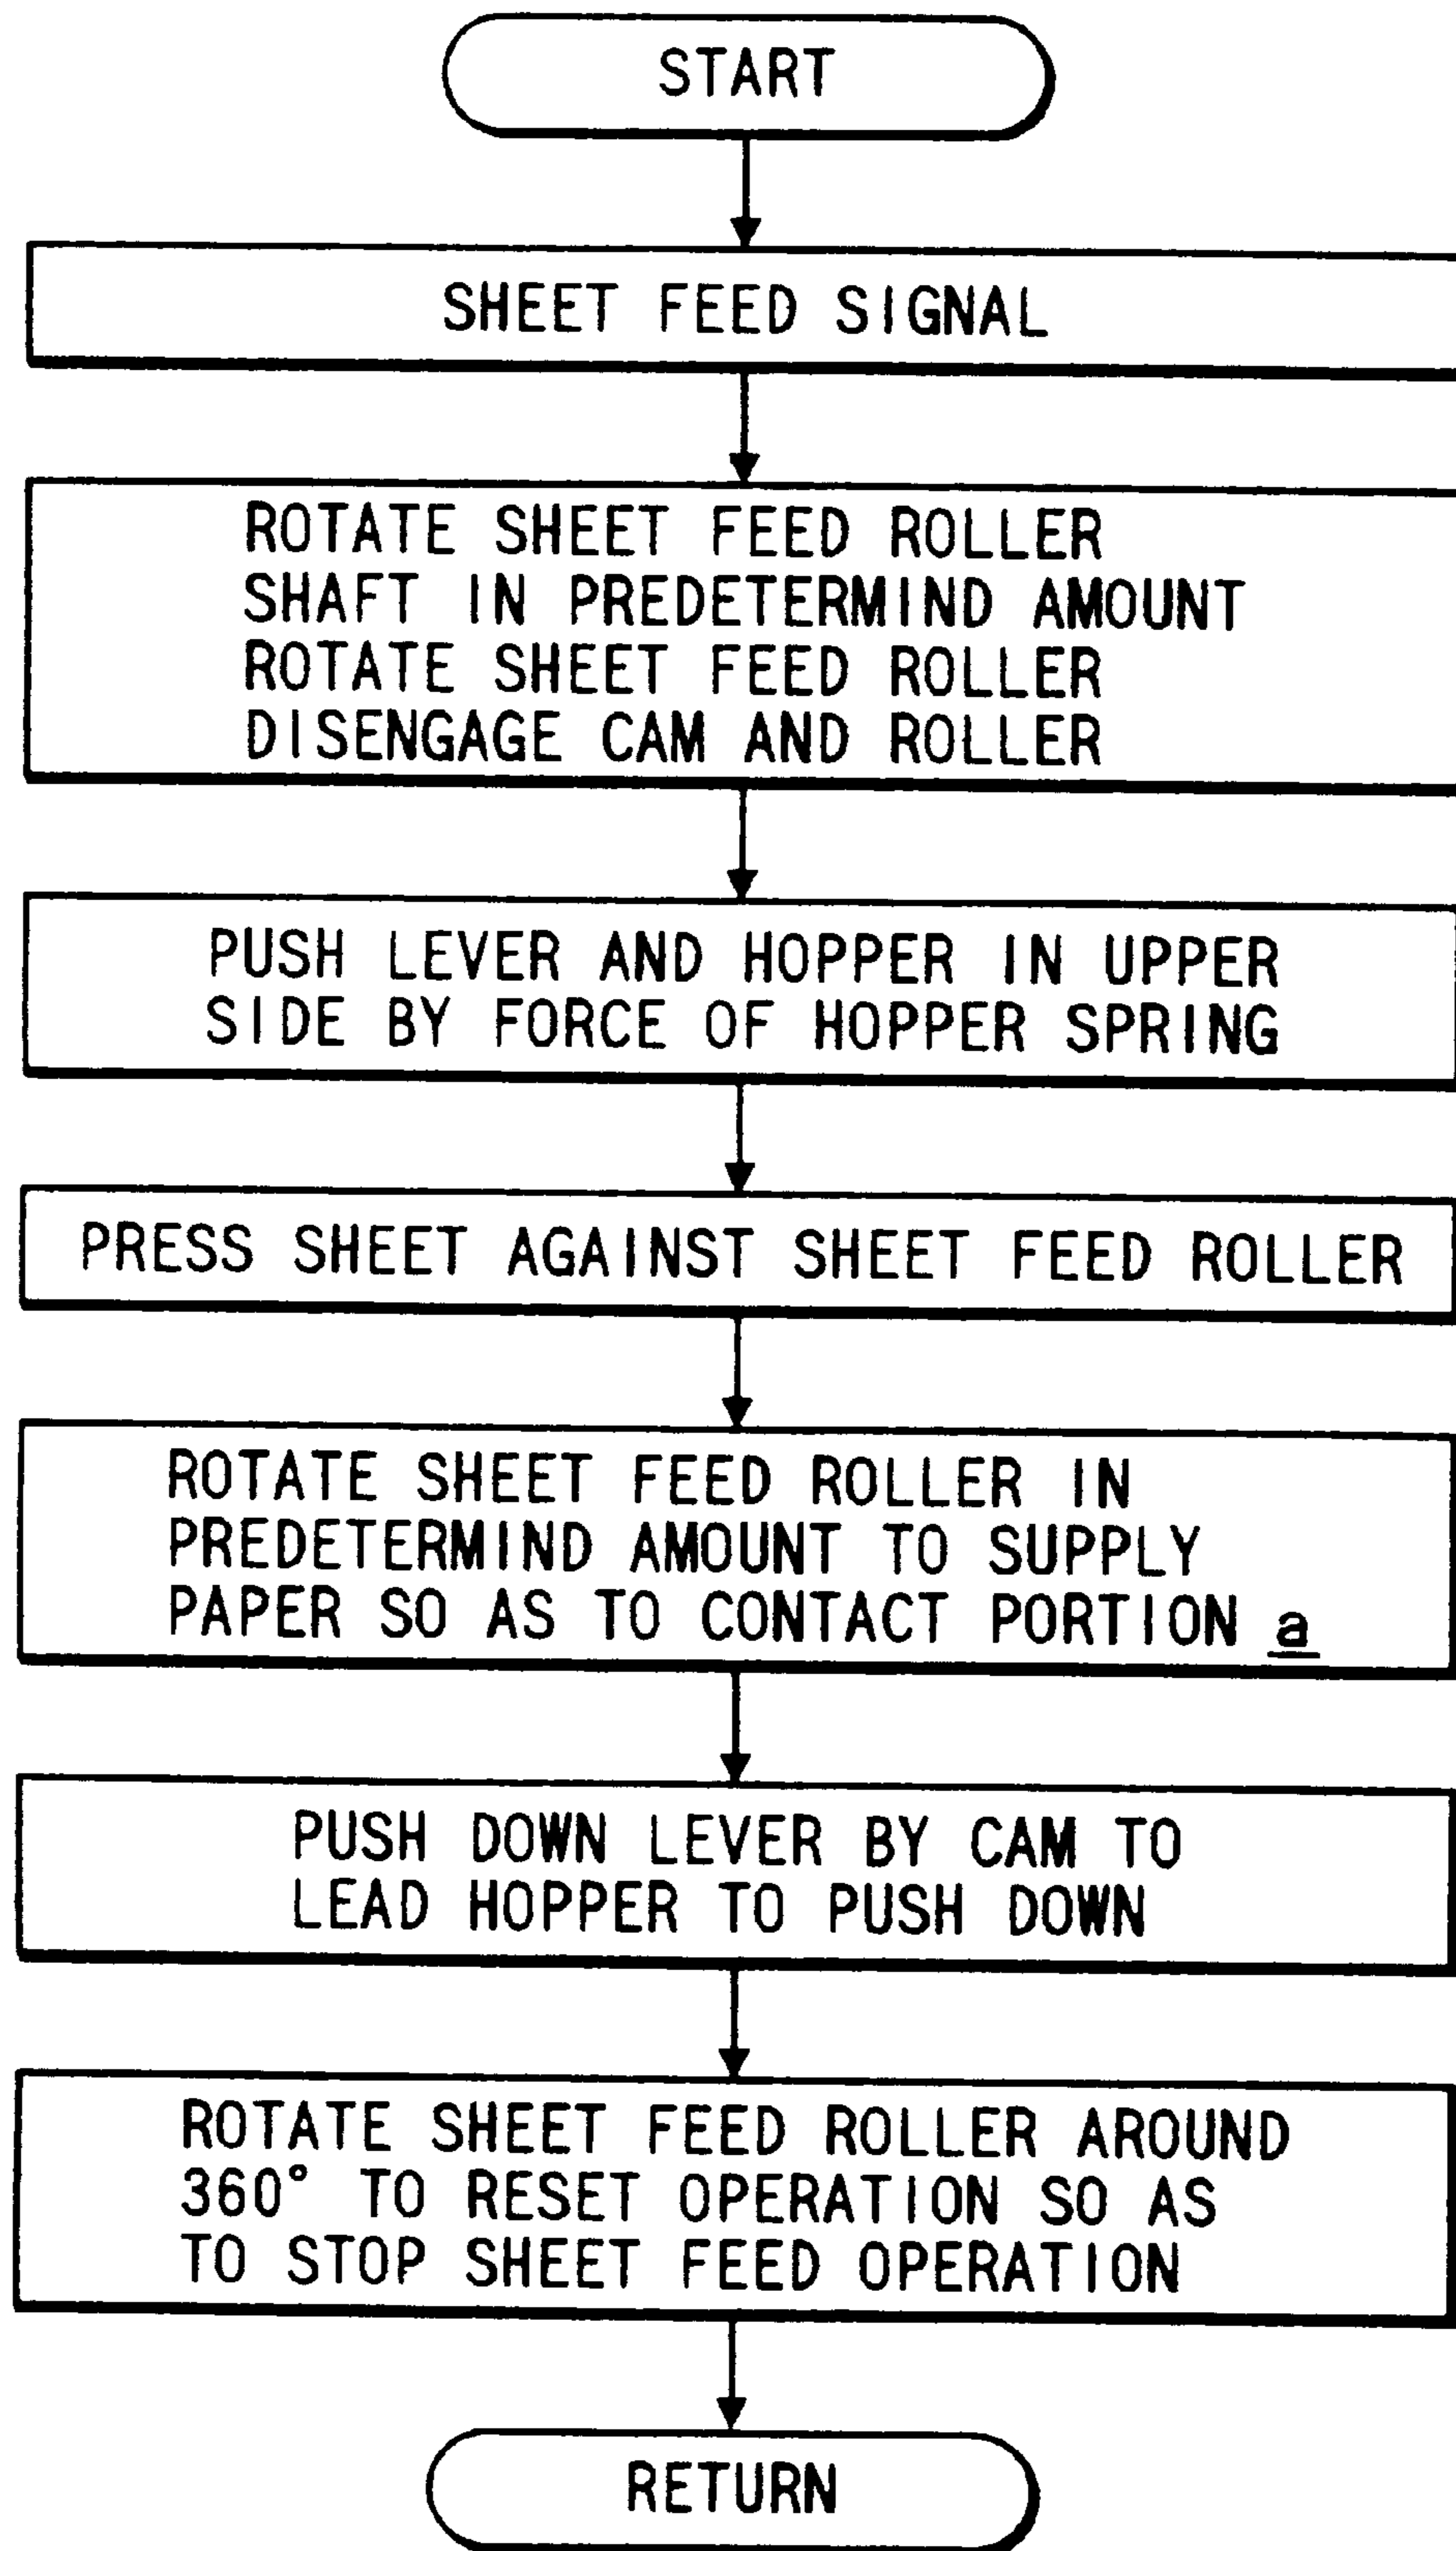 START
SHEET FEED SIGNAL
ROTATE SHEET FEED ROLLER
SHAFT IN PREDETERMIND AMOUNT
ROTATE SHEET FEED ROLLER
DISENGAGE CAM AND ROLLER
PUSH LEVER AND HOPPER IN UPPER
SIDE BY FORCE OF HOPPER SPRING
PRESS SHEET AGAINST SHEET FEED ROLLER
ROTATE SHEET FEED ROLLER IN
PREDETERMIND AMOUNT TO SUPPLY
PAPER SO AS TO CONTACT PORTION a
PUSH DOWN LEVER BY CAM TO
LEAD HOPPER TO PUSH DOWN
ROTATE SHEET FEED ROLLER AROUND
360° TO RESET OPERATION SO AS
TO STOP SHEET FEED OPERATION
RETURN